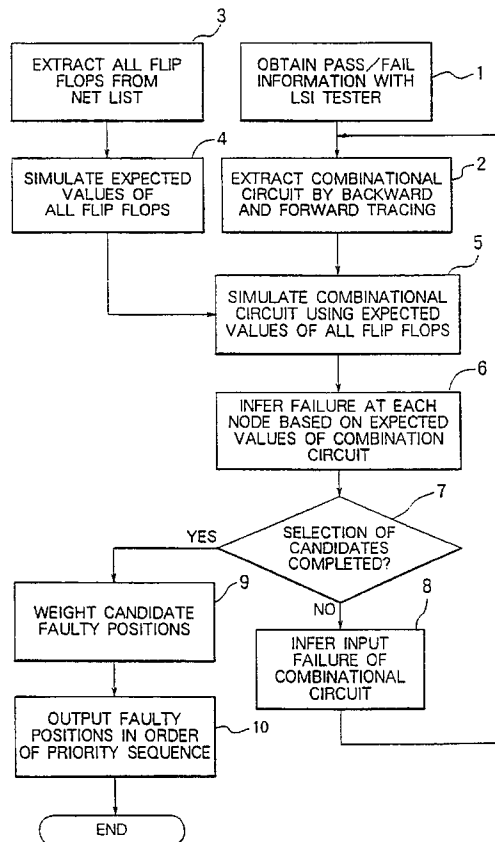 3
EXTRACT ALL FLIP
FLOPS FROM
NET LIST
OBTAIN PASS/FAIL
INFORMATION WITH
LSI TESTER
1
4
SIMULATE EXPECTED
VALUES OF
ALL FLIP FLOPS
2
EXTRACT COMBINATIONAL
CIRCUIT BY BACKWARD
AND FORWARD TRACING
5
SIMULATE COMBINATIONAL
CIRCUIT USING EXPECTED
VALUES OF ALL FLIP FLOPS
6
INFER FAILURE AT EACH
NODE BASED ON EXPECTED
VALUES OF COMBINATION
CIRCUIT
7
SELECTION OF
CANDIDATES
COMPLETED?
YES
NO
9
WEIGHT CANDIDATE
FAULTY POSITIONS
8
INFER INPUT
FAILURE OF
COMBINATIONAL
CIRCUIT
OUTPUT FAULTY
POSITIONS IN ORDER
OF PRIORITY SEQUENCE
10
END